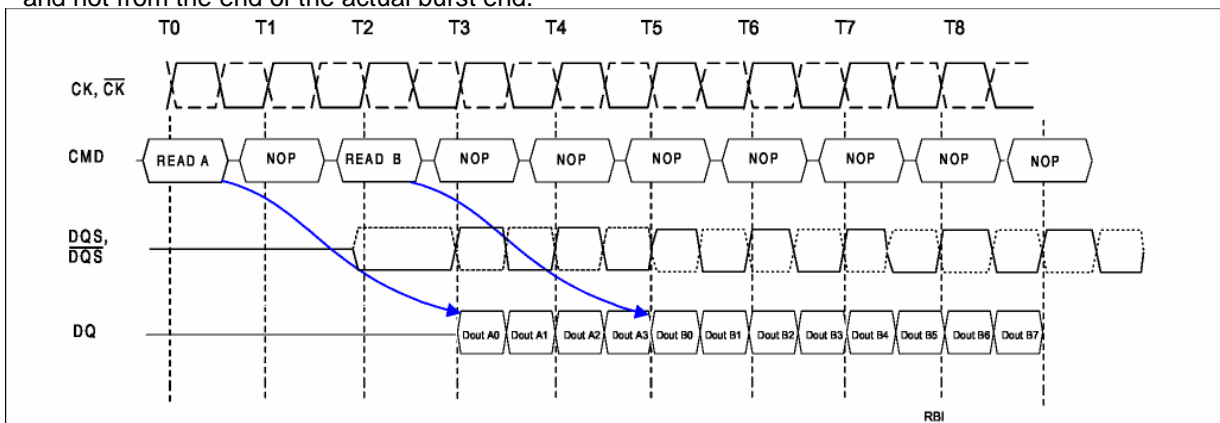 and not from the end of the actual burst end.
T0 T1 T2 T3 T4 T5 T6 T7 T8
CK, CK
CMD READ A NOP READ B NOP NOP NOP NOP NOP NOP NOP
DQS,
DQS
DQ Dout A0 Dout A1 Dout A2 Dout A3 Dout B0 Dout B1 Dout B2 Dout B3 Dout B4 Dout B5 Dout B6 Dout B7
RBI